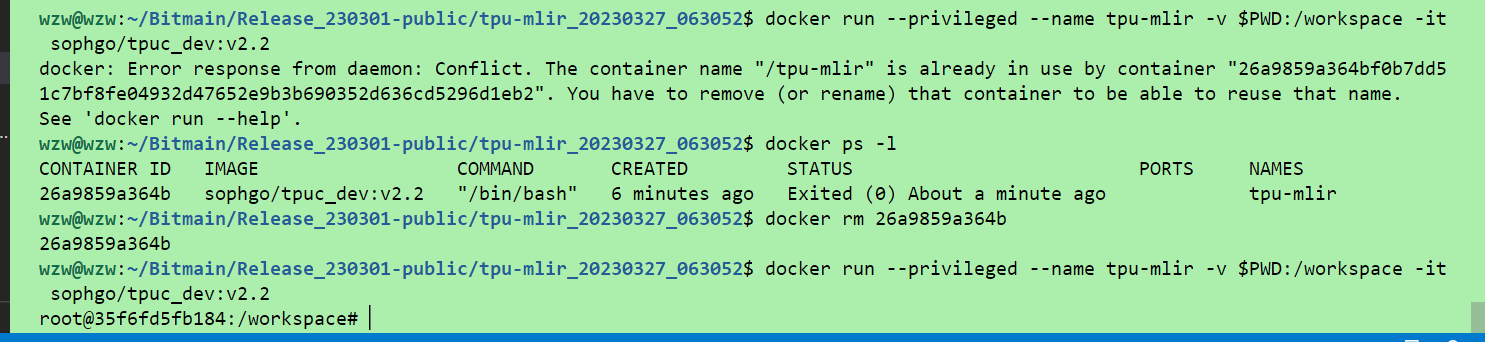 wzw@wzw:~/Bitmain/Release_230301-public/tpu-mlir_20230327_063052$ docker run --privileged --name tpu-mlir -v $PWD:/workspace -it
sophgo/tpuc_dev:v2.2
docker: Error response from daemon: Conflict. The container name "/tpu-mlir" is already in use by container "26a9859a364bf0b7dd5
1c7bf8fe04932d47652e9b3b690352d636cd5296d1eb2". You have to remove (or rename) that container to be able to reuse that name.
See 'docker run --help'.
wzw@wzw:~/Bitmain/Release_230301-public/tpu-mlir_20230327_063052$ docker ps -l
CONTAINER ID   IMAGE                  COMMAND       CREATED         STATUS                          PORTS     NAMES
26a9859a364b   sophgo/tpuc_dev:v2.2   "/bin/bash"   6 minutes ago   Exited (0) About a minute ago             tpu-mlir
wzw@wzw:~/Bitmain/Release_230301-public/tpu-mlir_20230327_063052$ docker rm 26a9859a364b
26a9859a364b
wzw@wzw:~/Bitmain/Release_230301-public/tpu-mlir_20230327_063052$ docker run --privileged --name tpu-mlir -v $PWD:/workspace -it
sophgo/tpuc_dev:v2.2
root@35f6fd5fb184:/workspace#